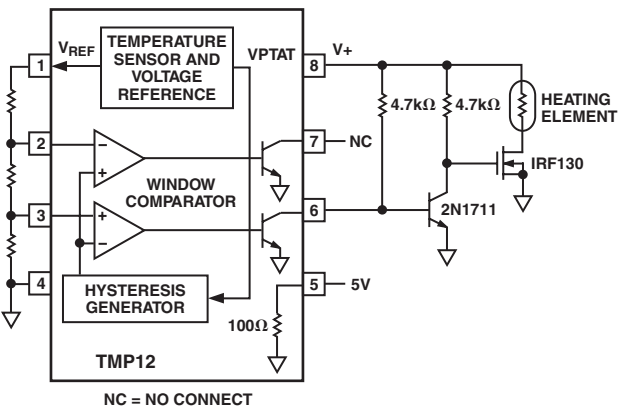 TEMPERATURE
SENSOR AND
VOLTAGE
REFERENCE
VREF
VPTAT
V+
1
8
4.7kΩ
4.7kΩ
HEATING
ELEMENT
2
7
NC
IRF130
WINDOW
COMPARATOR
3
6
2N1711
4
HYSTERESIS
GENERATOR
5
5V
100Ω
TMP12
NC = NO CONNECT
−
+
+
−